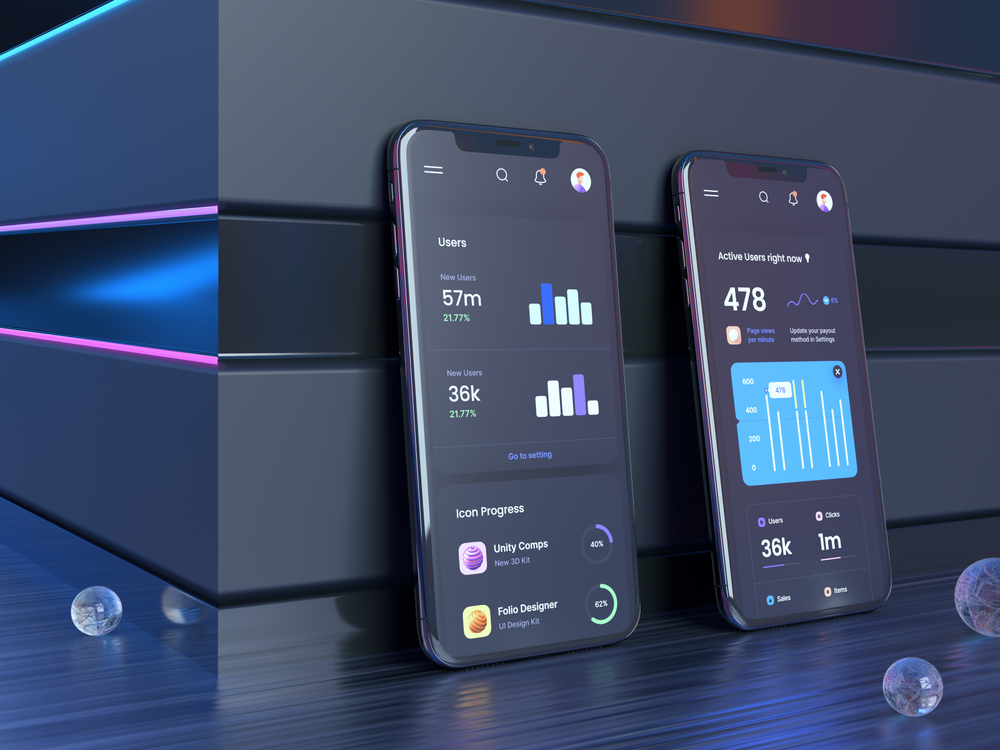 Users
New Users
57m
21.77%
New Users
36k
21.77%
Go to setting
Icon Progress
Unity Comps
New 3D Kit
40%
Folio Designer
UI Design Kit
62%
Active Users right now
478
6%
Page views
per minute
Update your payout
method in Settings
600
478
400
200
0
Users
36k
Clicks
1m
Sales
Items